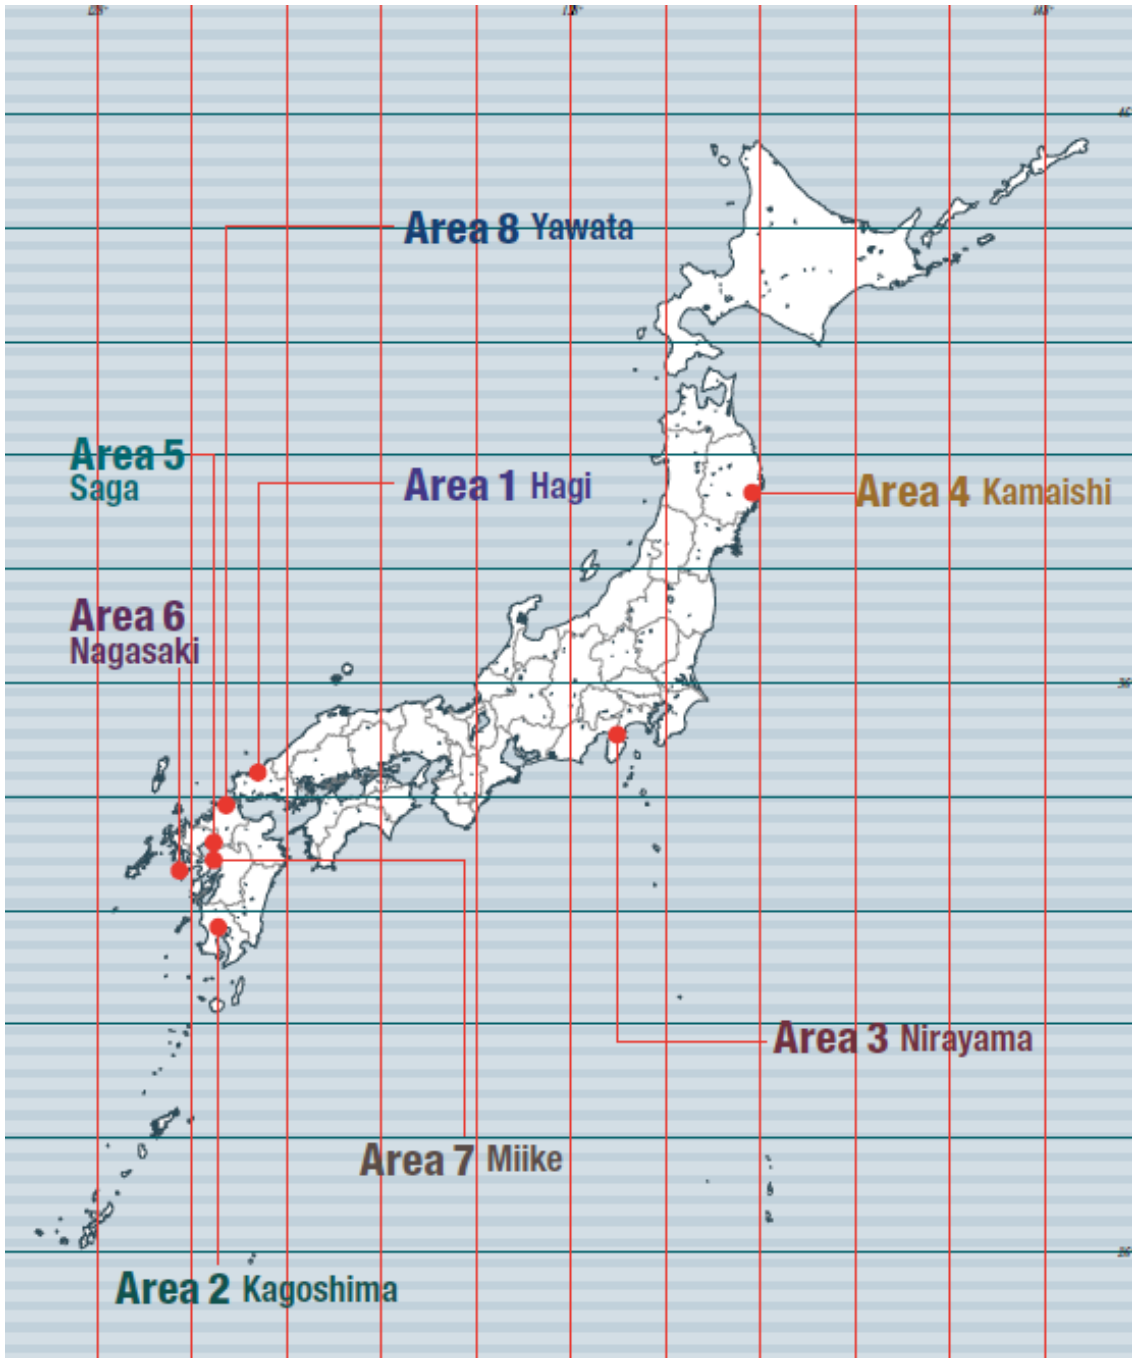 Area 8 Yawata
Area 5
Saga
Area 1 Hagi
Area 4 Kamaishi
Area 6
Nagasaki
Area 3 Nirayama
Area 7 Miike
Area 2 Kagoshima